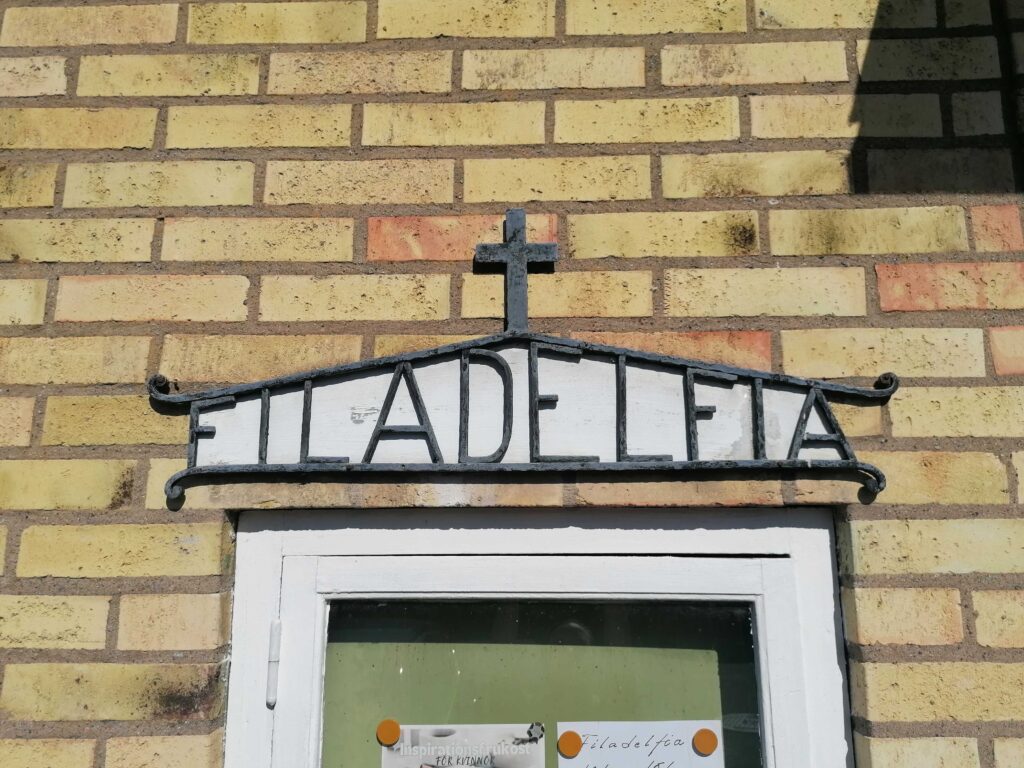 FILADELFIA
Inspirationsfrukost
FÖR KVINNOR
Filadelfia